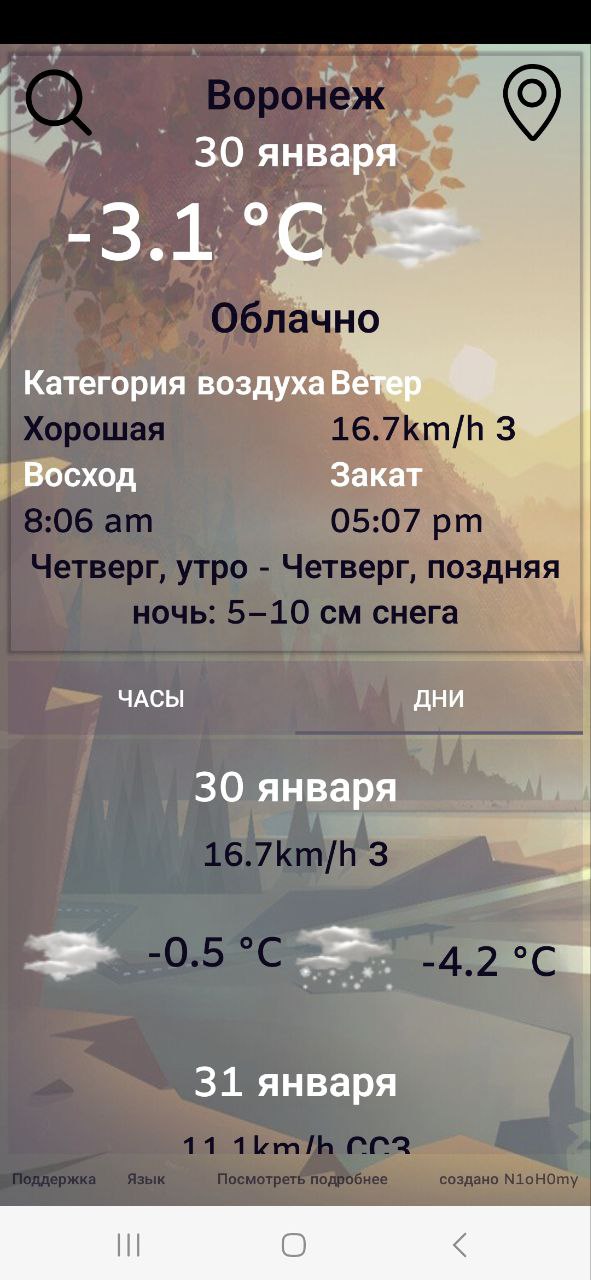 Воронеж
30 января
-3.1 °C
Облачно
Категория воздуха Ветер
Хорошая 16.7km/h З
Восход Закат
8:06 am 05:07 pm
Четверг, утро - Четверг, поздняя
ночь: 5–10 см снега
ЧАСЫ ДНИ
30 января
16.7km/h З
-0.5 °C -4.2 °C
31 января
11.1km/h ССЗ
Поддержка Язык Посмотреть подробнее создано N1oH0my